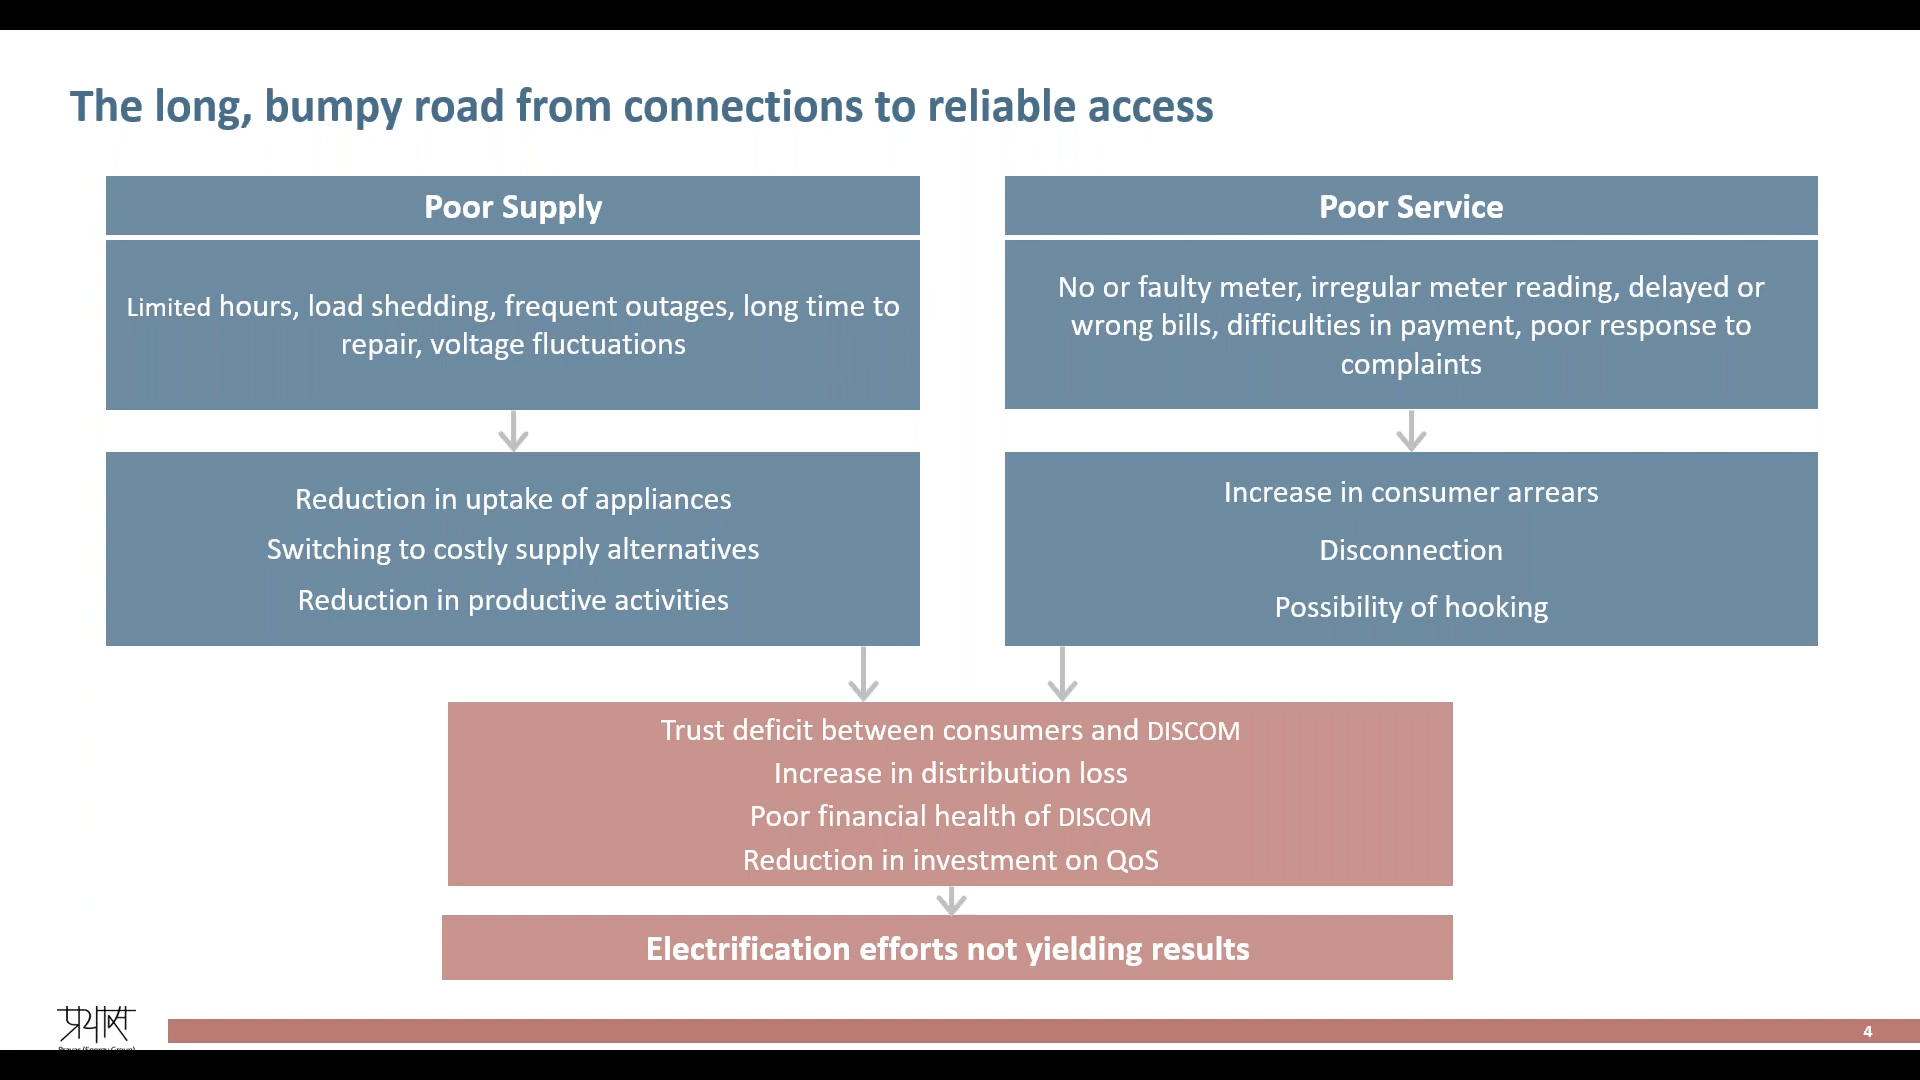 The long, bumpy road from connections to reliable access
Poor Supply
Limited hours, load shedding, frequent outages, long time to
repair, voltage fluctuations
Reduction in uptake of appliances
Switching to costly supply alternatives
Reduction in productive activities
Poor Service
No or faulty meter, irregular meter reading, delayed or
wrong bills, difficulties in payment, poor response to
complaints
Increase in consumer arrears
Disconnection
Possibility of hooking
Trust deficit between consumers and DISCOM
Increase in distribution loss
Poor financial health of DISCOM
Reduction in investment on QoS
Electrification efforts not yielding results
प्रयास
Prayas (Energy Group)
4